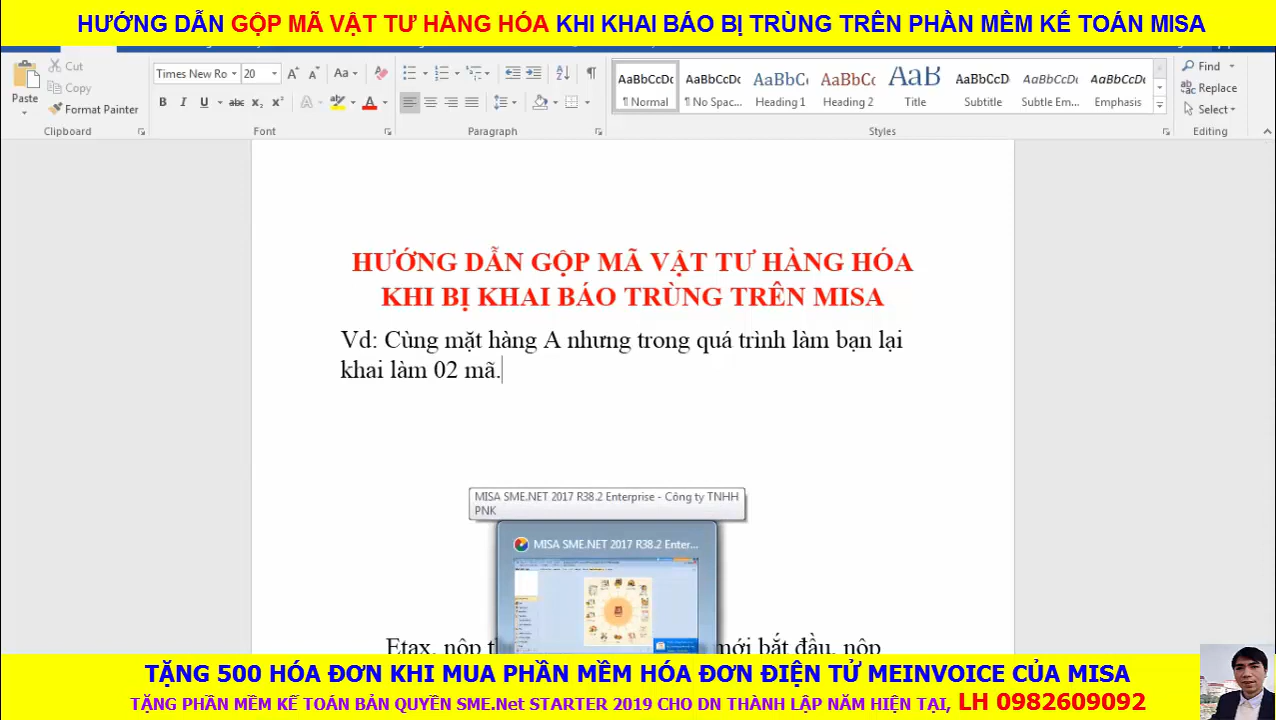 HƯỚNG DẪN GỘP MÃ VẬT TƯ HÀNG HÓA KHI KHAI BÁO BỊ TRÙNG TRÊN PHẦN MỀM KẾ TOÁN MISA
Cut
Copy
Format Painter
Paste
Clipboard
Times New Ro
20
Font
Paragraph
AaBbCcDc AaBbCcDc AaBbC AaBbCc AaB AaBbCcD AaBbCcDc AaBbCcDc
¶ Normal ¶ No Spac... Heading 1 Heading 2 Title Subtitle Subtle Em... Emphasis
Styles
Find
Replace
Select
Editing
HƯỚNG DẪN GỘP MÃ VẬT TƯ HÀNG HÓA
KHI BỊ KHAI BÁO TRÙNG TRÊN MISA
Vd: Cùng mặt hàng A nhưng trong quá trình làm bạn lại
khai làm 02 mã.
MISA SME.NET 2017 R38.2 Enterprise - Công ty TNHH
PNK
MISA SME.NET 2017 R38.2 Enter...
Etax, nộp
mới bắt đầu, nộp
TẶNG 500 HÓA ĐƠN KHI MUA PHẦN MỀM HÓA ĐƠN ĐIỆN TỬ MEINVOICE CỦA MISA
TẶNG PHẦN MỀM KẾ TOÁN BẢN QUYỀN SME.Net STARTER 2019 CHO DN THÀNH LẬP NĂM HIỆN TẠI, LH 0982609092